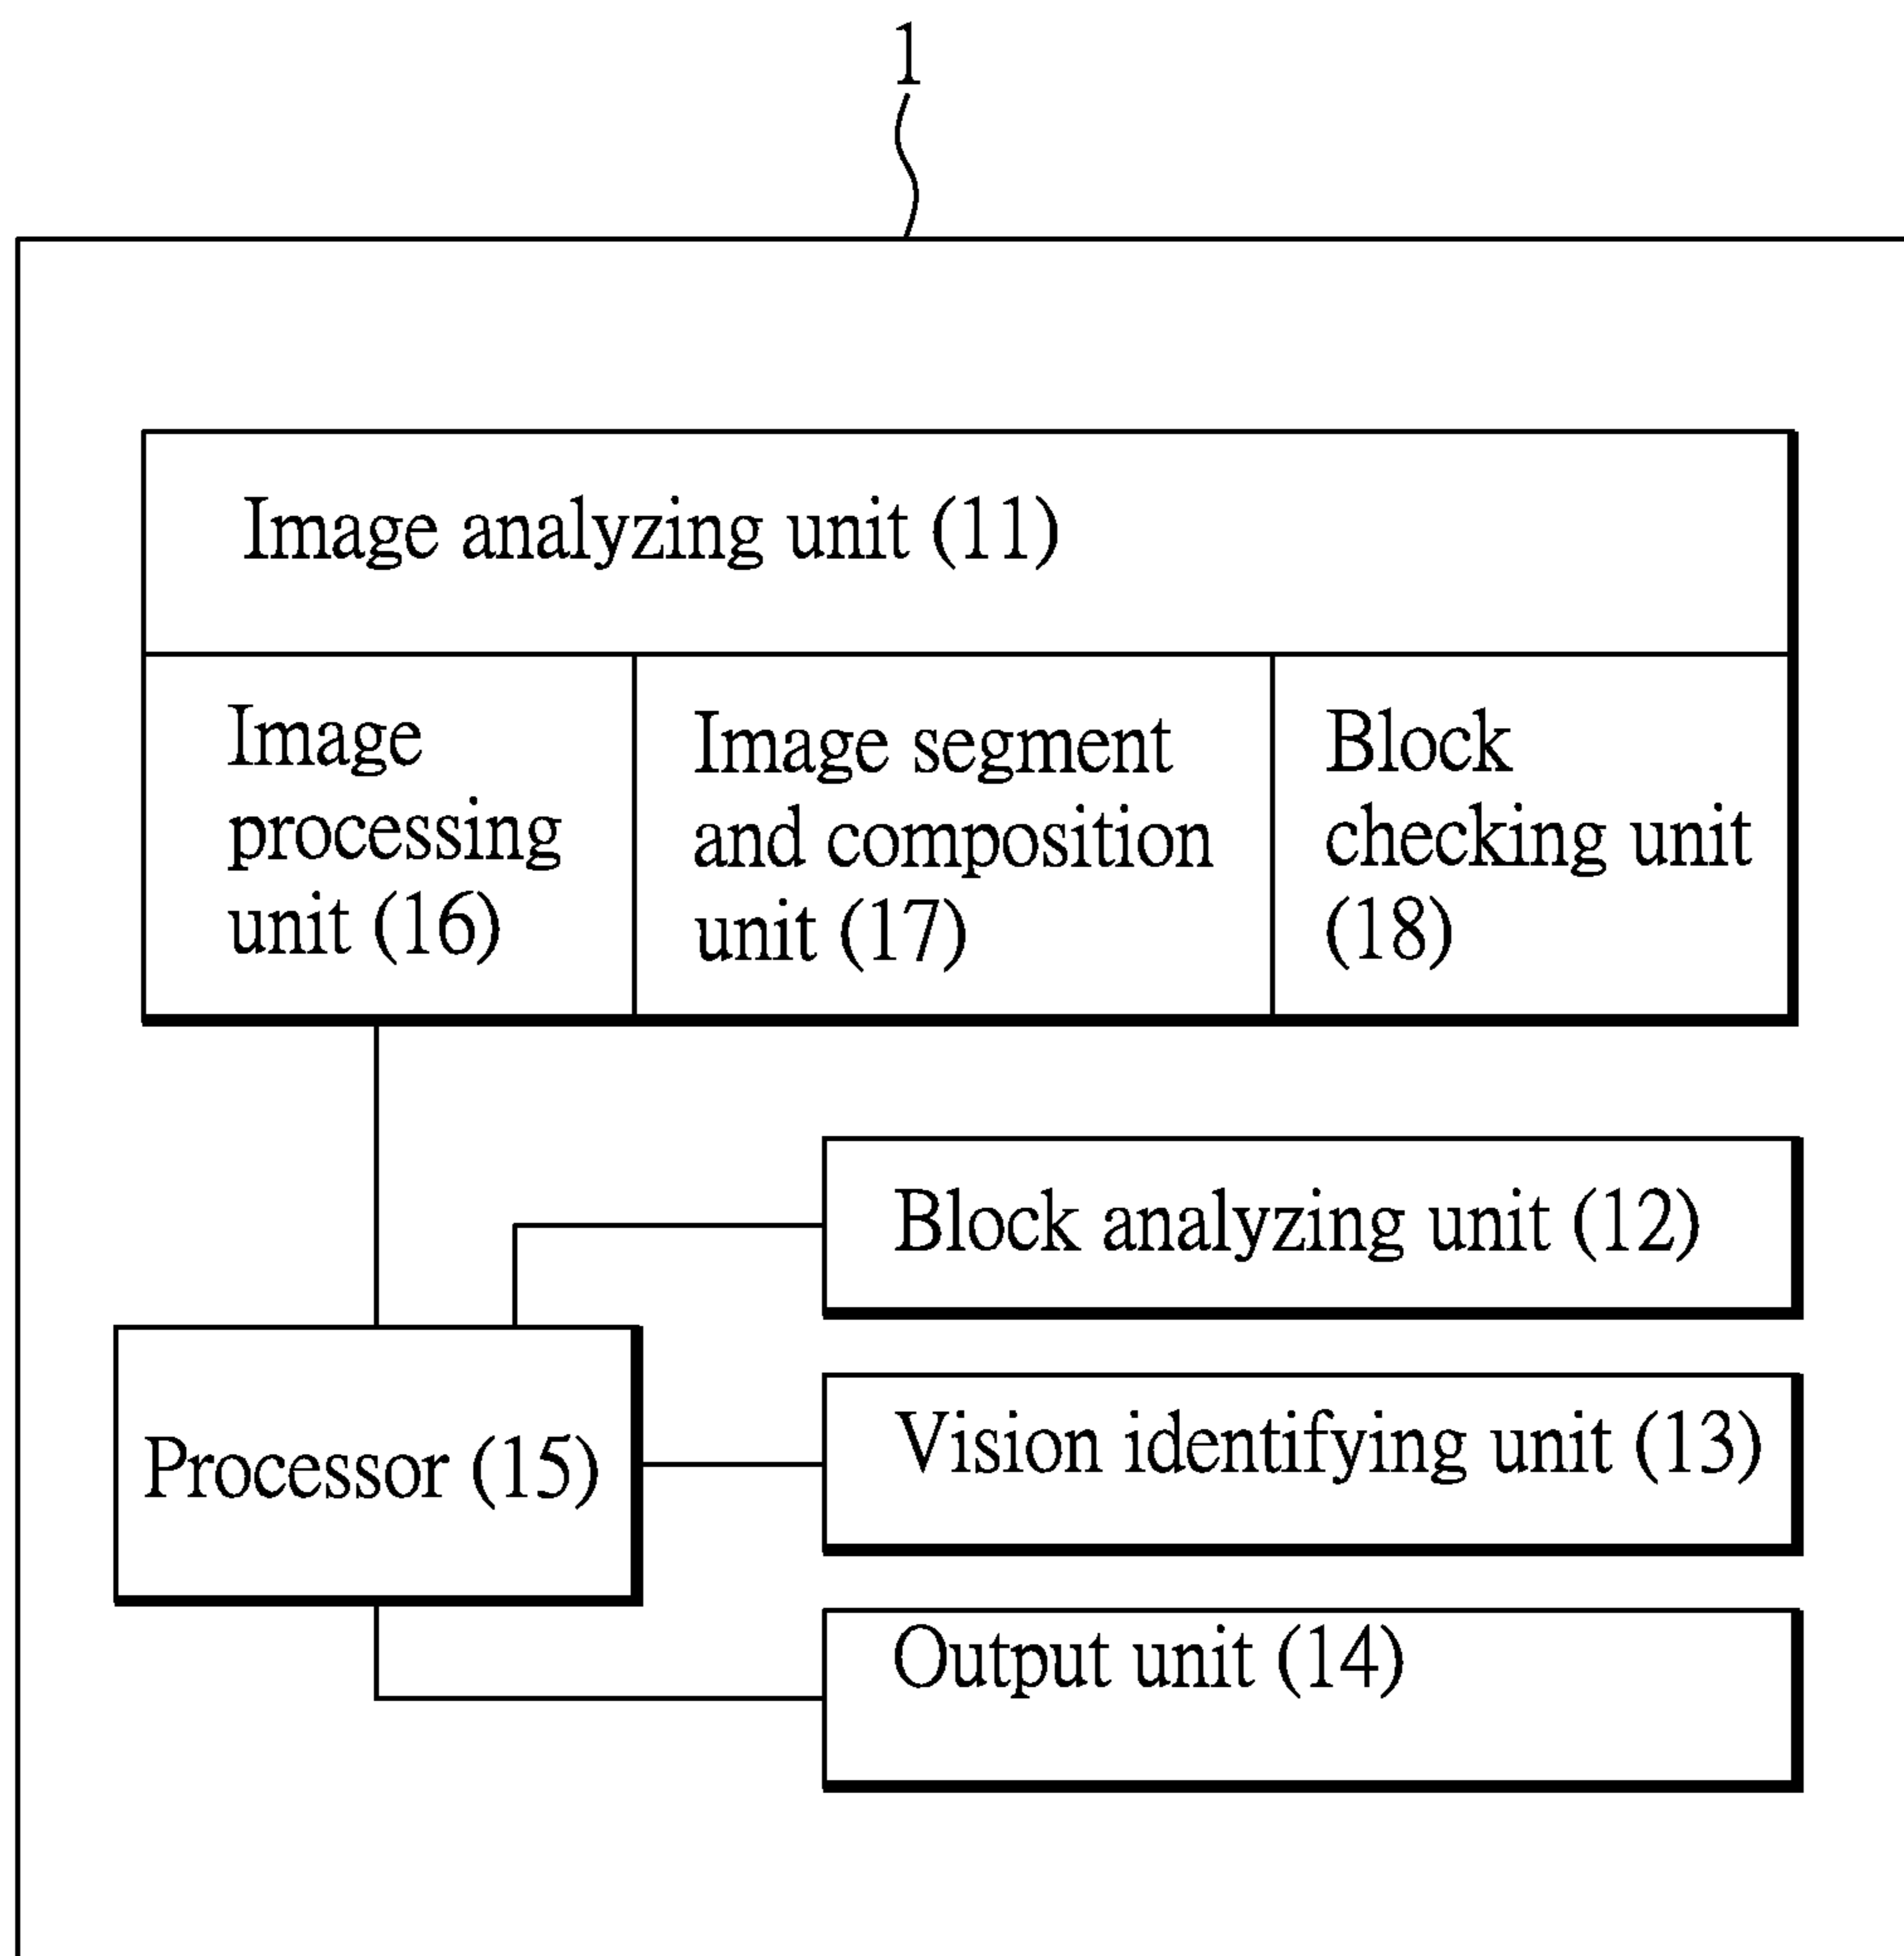 1
Image analyzing unit (11)
Image
processing
unit (16)
Image segment
and composition
unit (17)
Block
checking unit
(18)
Block analyzing unit (12)
Vision identifying unit (13)
Processor (15)
Output unit (14)